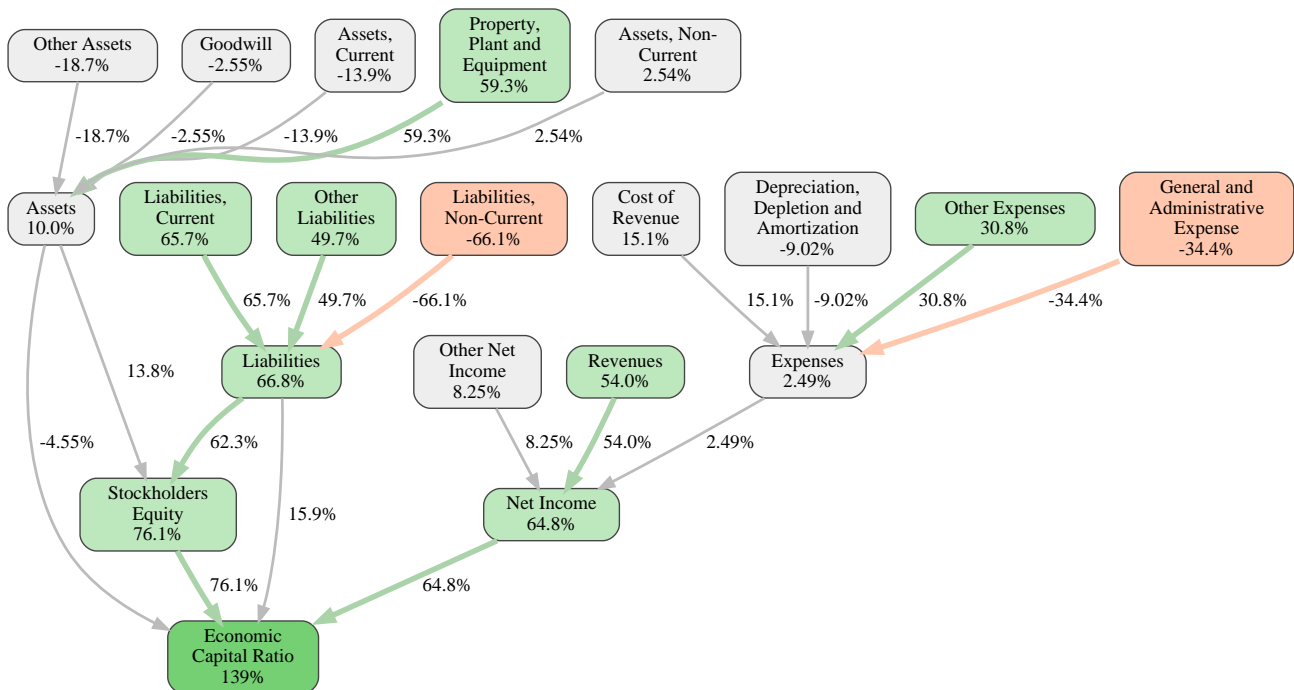 Other Assets
-18.7%
Goodwill
-2.55%
Assets,
Current
-13.9%
Property,
Plant and
Equipment
59.3%
Assets, Non-
Current
2.54%
-18.7%
-2.55%
-13.9%
59.3%
2.54%
Assets
10.0%
Liabilities,
Current
65.7%
Other
Liabilities
49.7%
Liabilities,
Non-Current
-66.1%
Cost of
Revenue
15.1%
Depreciation,
Depletion and
Amortization
-9.02%
Other Expenses
30.8%
General and
Administrative
Expense
-34.4%
65.7%
49.7%
-66.1%
15.1%
-9.02%
30.8%
-34.4%
13.8%
Liabilities
66.8%
Other Net
Income
8.25%
Revenues
54.0%
Expenses
2.49%
-4.55%
62.3%
8.25%
54.0%
2.49%
Stockholders
Equity
76.1%
15.9%
Net Income
64.8%
76.1%
64.8%
Economic
Capital Ratio
139%